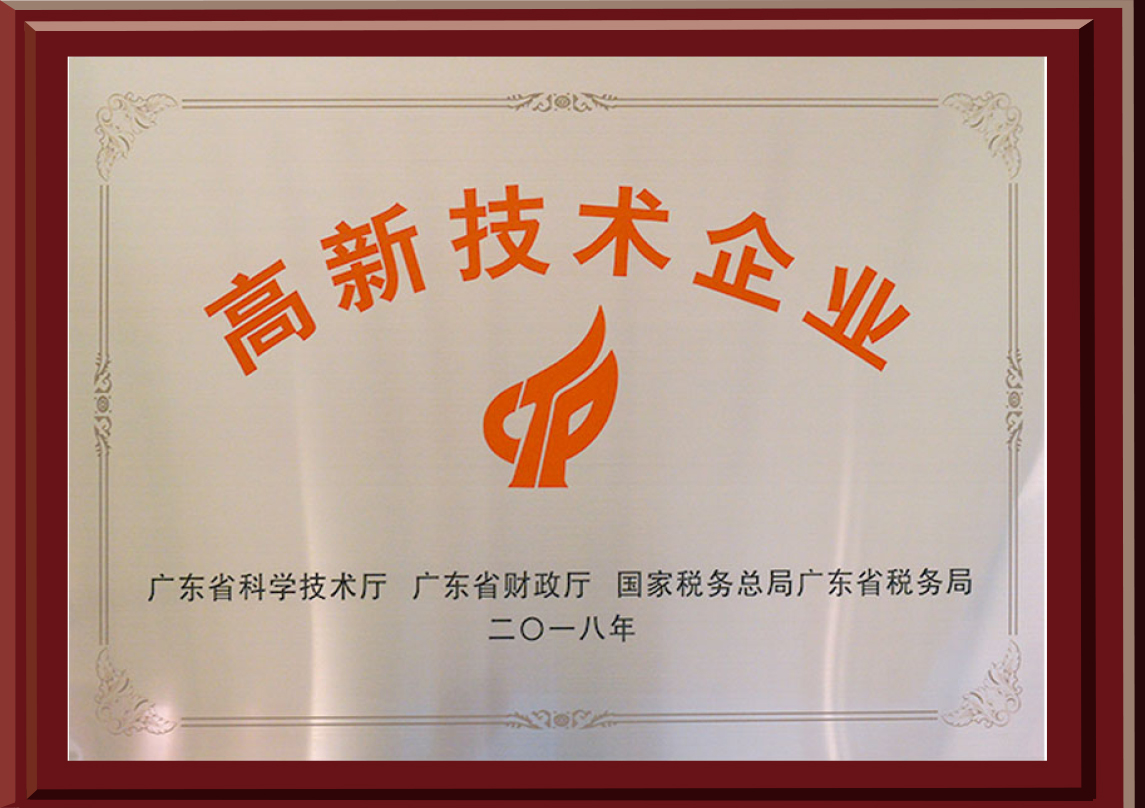 高新技术企业
广东省科学技术厅 广东省财政厅 国家税务总局广东省税务局
二〇一八年